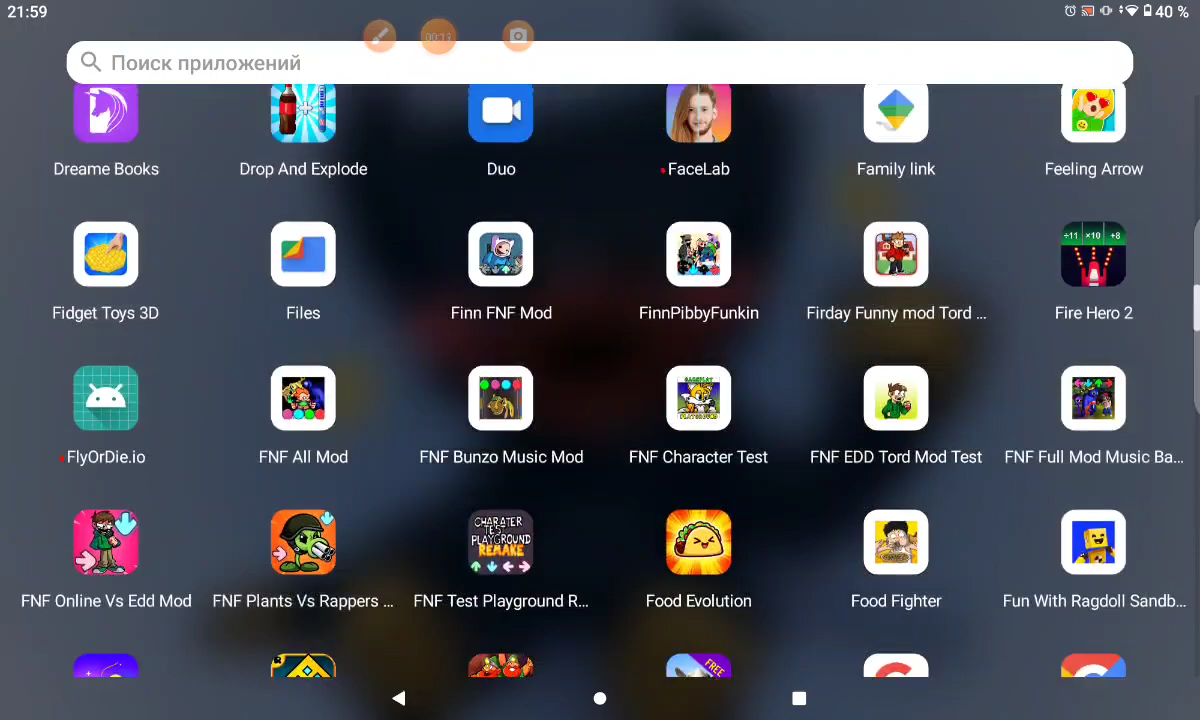 21:59
40 %
00:13
Поиск приложений
Dreame Books
Drop And Explode
Duo
FaceLab
Family link
Feeling Arrow
÷11 ×10 +8
Fidget Toys 3D
Files
Finn FNF Mod
FinnPibbyFunkin
Firday Funny mod Tord ...
Fire Hero 2
GAMEPLAY
PLAYGROUND
FlyOrDie.io
FNF All Mod
FNF Bunzo Music Mod
FNF Character Test
FNF EDD Tord Mod Test
FNF Full Mod Music Ba...
CHARATER
TEST
PLAYGROUND
REMAKE
FNF Online Vs Edd Mod
FNF Plants Vs Rappers ...
FNF Test Playground R...
Food Evolution
Food Fighter
Fun With Ragdoll Sandb...
FREE